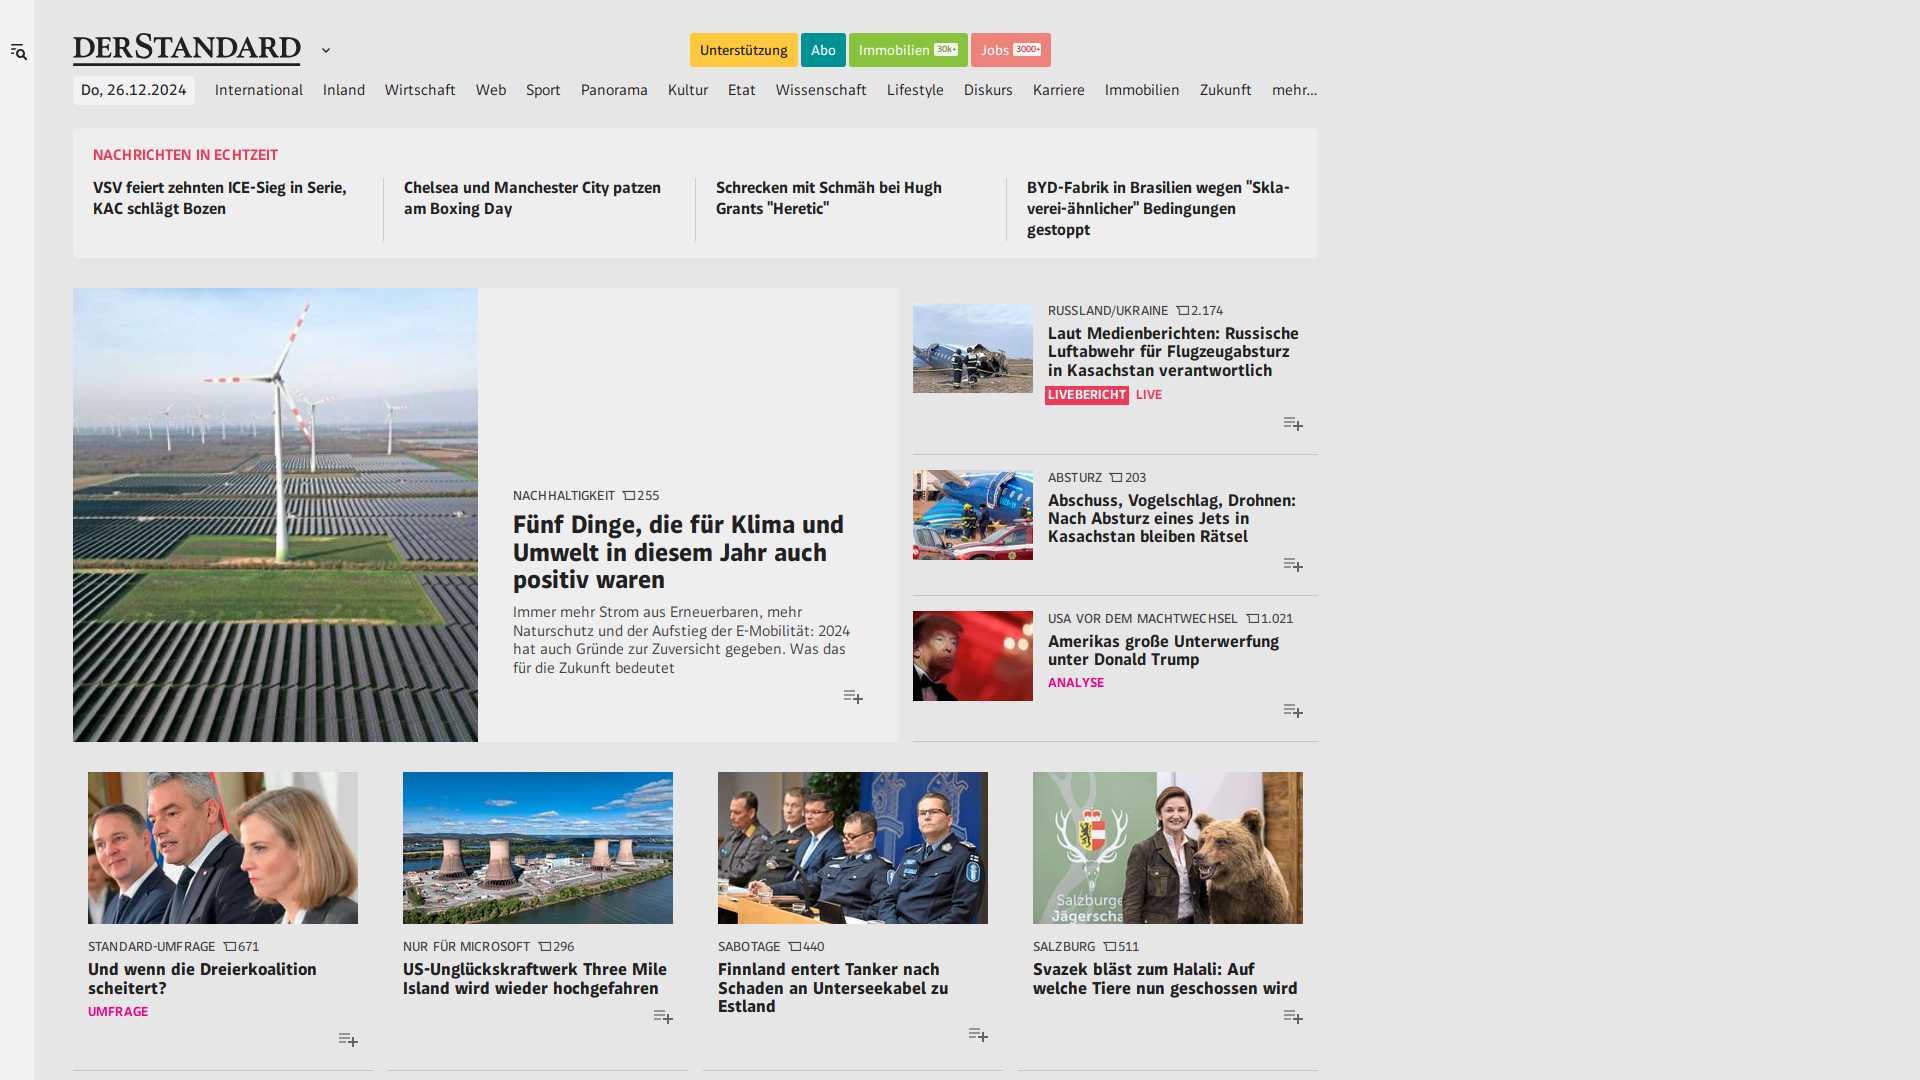 DERSTANDARD
Unterstützung
Abo
Immobilien 30k+
Jobs 3000+
Do, 26.12.2024
International
Inland
Wirtschaft
Web
Sport
Panorama
Kultur
Etat
Wissenschaft
Lifestyle
Diskurs
Karriere
Immobilien
Zukunft
mehr...
NACHRICHTEN IN ECHTZEIT
VSV feiert zehnten ICE-Sieg in Serie,
KAC schlägt Bozen
Chelsea und Manchester City patzen
am Boxing Day
Schrecken mit Schmäh bei Hugh
Grants "Heretic"
BYD-Fabrik in Brasilien wegen "Skla-
verei-ähnlicher" Bedingungen
gestoppt
NACHHALTIGKEIT 255
Fünf Dinge, die für Klima und
Umwelt in diesem Jahr auch
positiv waren
Immer mehr Strom aus Erneuerbaren, mehr
Naturschutz und der Aufstieg der E-Mobilität: 2024
hat auch Gründe zur Zuversicht gegeben. Was das
für die Zukunft bedeutet
RUSSLAND/UKRAINE 2.174
Laut Medienberichten: Russische
Luftabwehr für Flugzeugabsturz
in Kasachstan verantwortlich
LIVEBERICHT LIVE
ABSTURZ 203
Abschuss, Vogelschlag, Drohnen:
Nach Absturz eines Jets in
Kasachstan bleiben Rätsel
USA VOR DEM MACHTWECHSEL 1.021
Amerikas große Unterwerfung
unter Donald Trump
ANALYSE
STANDARD-UMFRAGE 671
Und wenn die Dreierkoalition
scheitert?
UMFRAGE
NUR FÜR MICROSOFT 296
US-Unglückskraftwerk Three Mile
Island wird wieder hochgefahren
SABOTAGE 440
Finnland entert Tanker nach
Schaden an Unterseekabel zu
Estland
Salzburge
Jägerscha
SALZBURG 511
Svazek bläst zum Halali: Auf
welche Tiere nun geschossen wird